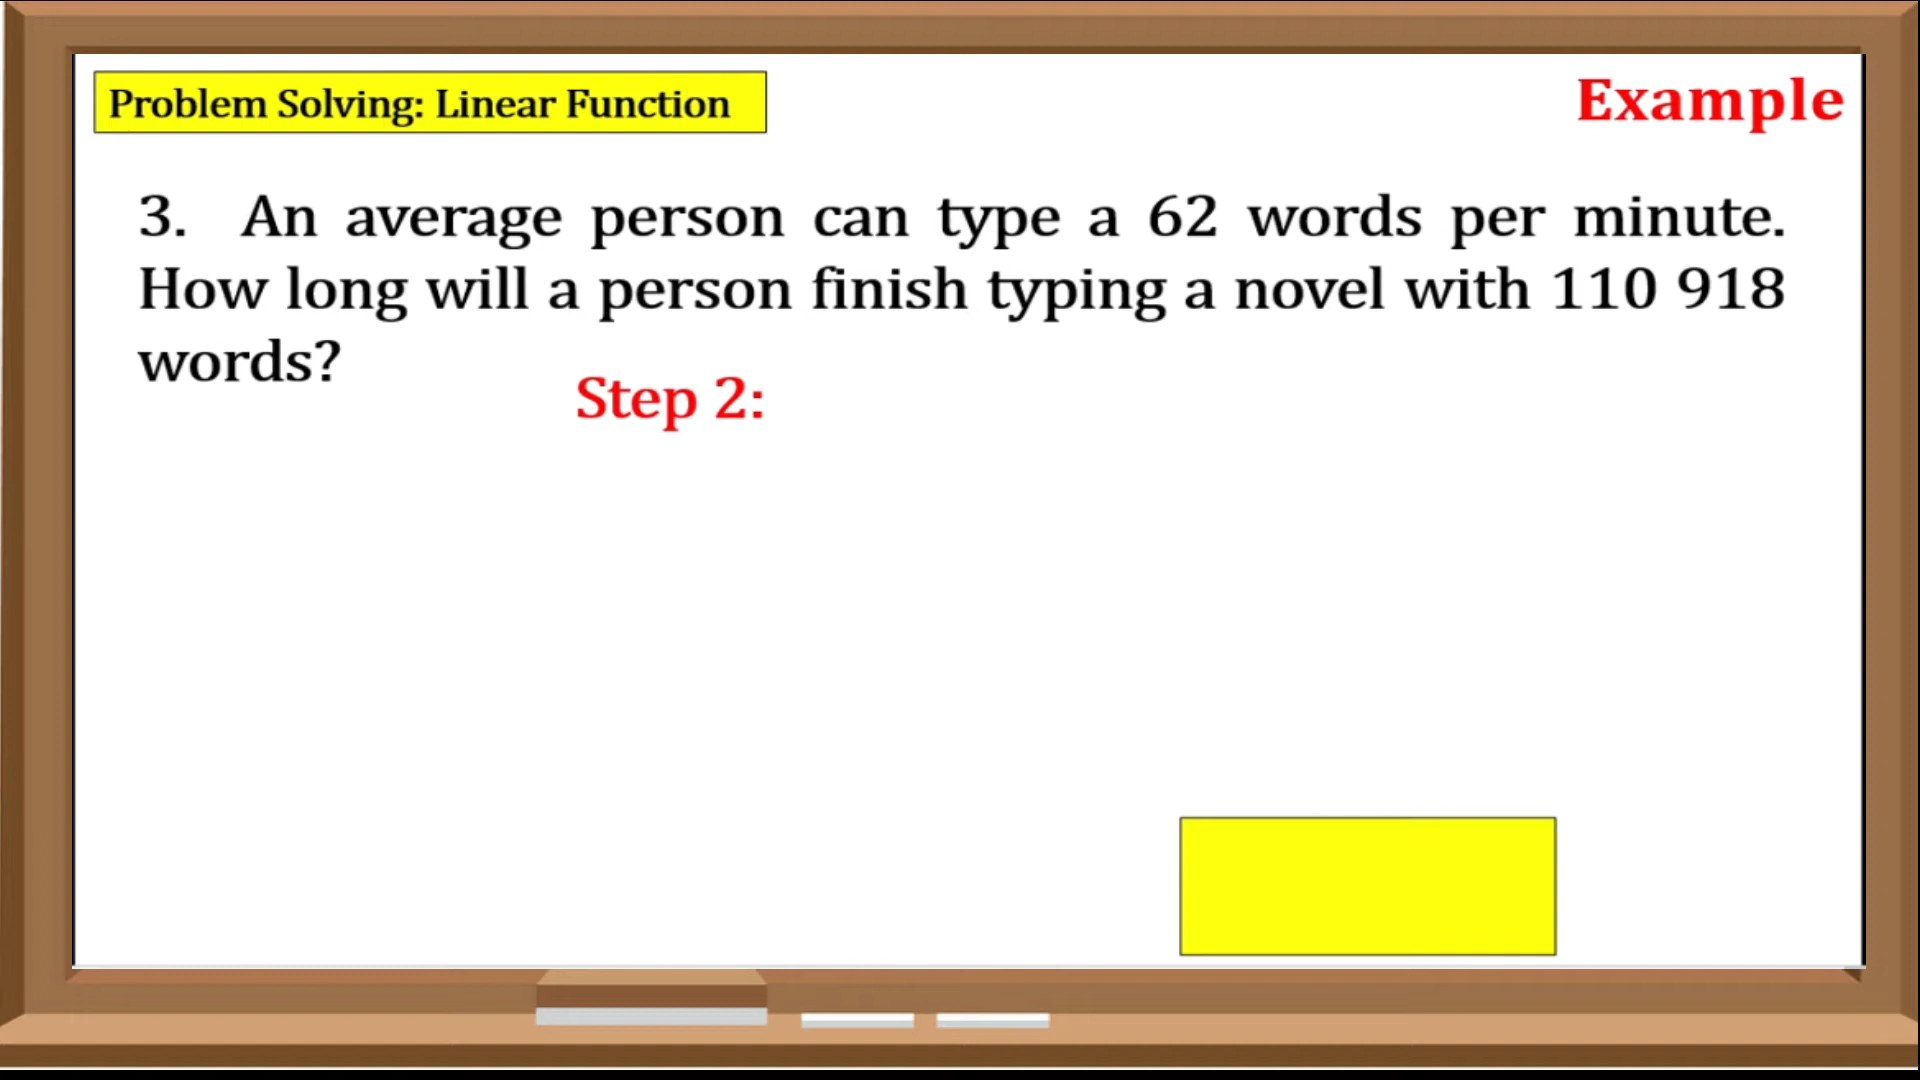 Problem Solving: Linear Function
Example
3. An average person can type a 62 words per minute.
How long will a person finish typing a novel with 110 918
words?
Step 2: